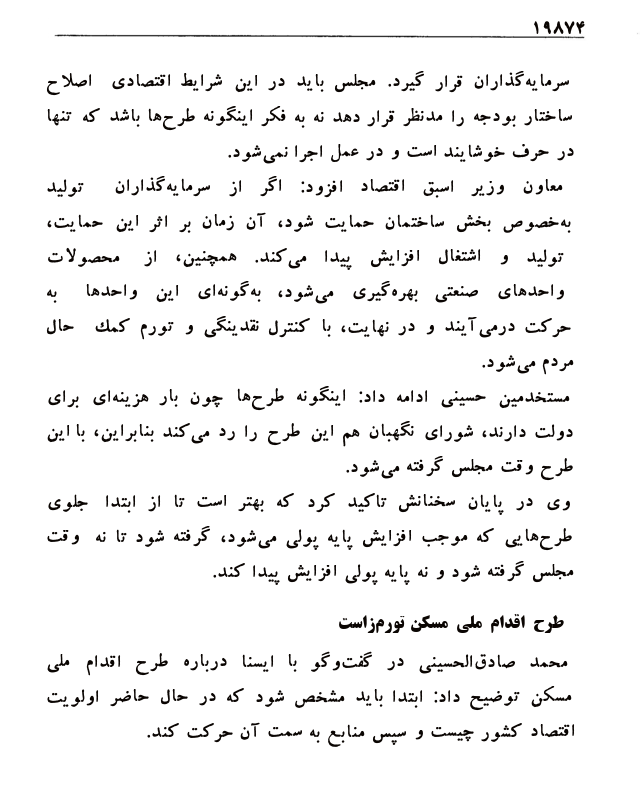 ۱۹۸۷۴
سرمایه‌گذاران قرار گیرد. مجلس باید در این شرایط اقتصادی اصلاح
ساختار بودجه را مدنظر قرار دهد نه به فکر اینگونه طرح‌ها باشد که تنها
در حرف خوشایند است و در عمل اجرا نمی‌شود.
معاون وزیر اسبق اقتصاد افزود: اگر از سرمایه‌گذاران تولید
به‌خصوص بخش ساختمان حمایت شود، آن زمان بر اثر این حمایت،
تولید و اشتغال افزایش پیدا می‌کند. همچنین، از محصولات
واحدهای صنعتی بهره‌گیری می‌شود، به‌گونه‌ای این واحدها به
حرکت درمی‌آیند و در نهایت، با کنترل نقدینگی و تورم کمك حال
مردم می‌شود.
مستخدمین حسینی ادامه داد: اینگونه طرح‌ها چون بار هزینه‌ای برای
دولت دارند، شورای نگهبان هم این طرح را رد می‌کند بنابراین، با این
طرح وقت مجلس گرفته می‌شود.
وی در پایان سخنانش تاکید کرد که بهتر است تا از ابتدا جلوی
طرح‌هایی که موجب افزایش پایه پولی می‌شود، گرفته شود تا نه وقت
مجلس گرفته شود و نه پایه پولی افزایش پیدا کند.
طرح اقدام ملی مسکن تورم‌زاست
محمد صادق‌الحسینی در گفت‌وگو با ایسنا درباره طرح اقدام ملی
مسکن توضیح داد: ابتدا باید مشخص شود که در حال حاضر اولویت
اقتصاد کشور چیست و سپس منابع به سمت آن حرکت کند.